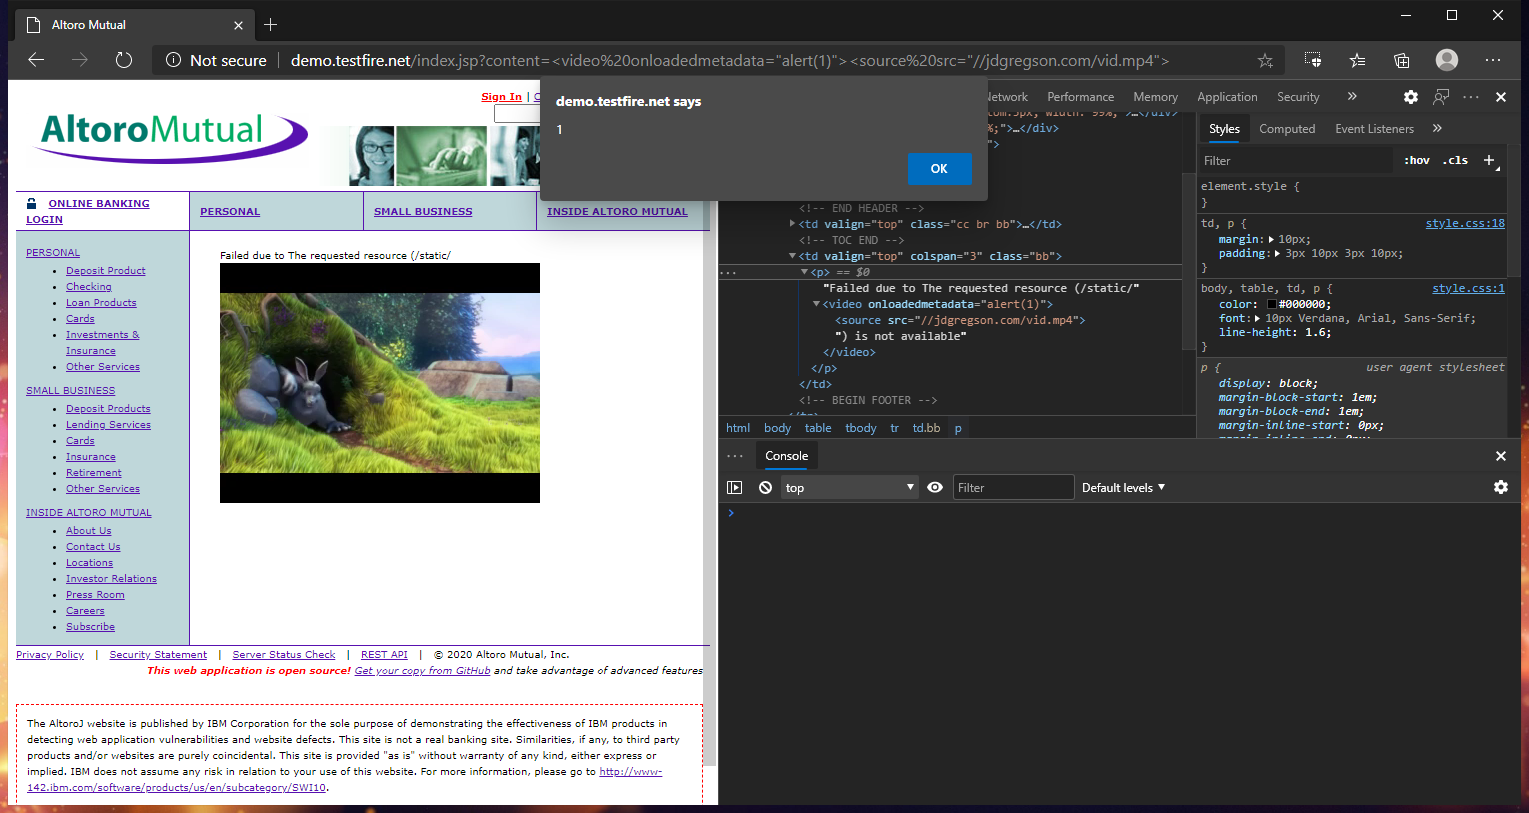 Altoro Mutual
Not secure
demo.testfire.net/index.jsp?content=<video%20onloadedmetadata="alert(1)"><source%20src="//jdgregson.com/vid.mp4">
demo.testfire.net says
1
OK
Sign In |
AltoroMutual
ONLINE BANKING LOGIN
PERSONAL
SMALL BUSINESS
INSIDE ALTORO MUTUAL
PERSONAL
Deposit Product
Checking
Loan Products
Cards
Investments &
Insurance
Other Services
SMALL BUSINESS
Deposit Products
Lending Services
Cards
Insurance
Retirement
Other Services
INSIDE ALTORO MUTUAL
About Us
Contact Us
Locations
Investor Relations
Press Room
Careers
Subscribe
Failed due to The requested resource (/static/
Privacy Policy | Security Statement | Server Status Check | REST API | © 2020 Altoro Mutual, Inc.
This web application is open source! Get your copy from GitHub and take advantage of advanced features
The AltoroJ website is published by IBM Corporation for the sole purpose of demonstrating the effectiveness of IBM products in
detecting web application vulnerabilities and website defects. This site is not a real banking site. Similarities, if any, to third party
products and/or websites are purely coincidental. This site is provided "as is" without warranty of any kind, either express or
implied. IBM does not assume any risk in relation to your use of this website. For more information, please go to http://www-
142.ibm.com/software/products/us/en/subcategory/SWI10.
Network Performance Memory Application Security »
%;">…</div>
">
<!-- END HEADER -->
<td valign="top" class="cc br bb">…</td>
<!-- TOC END -->
<td valign="top" colspan="3" class="bb">
<p> == $0
"Failed due to The requested resource (/static/"
<video onloadedmetadata="alert(1)">
<source src="//jdgregson.com/vid.mp4">
") is not available"
</video>
</p>
</td>
<!-- BEGIN FOOTER -->
html body table tbody tr td.bb p
Styles Computed Event Listeners »
Filter :hov .cls +
element.style {
}
td, p { style.css:18
margin: 10px;
padding: 3px 10px 3px 10px;
}
body, table, td, p { style.css:1
color: #000000;
font: 10px Verdana, Arial, Sans-Serif;
line-height: 1.6;
}
p { user agent stylesheet
display: block;
margin-block-start: 1em;
margin-block-end: 1em;
margin-inline-start: 0px;
margin-inline-end: 0px;
Console
top Filter Default levels